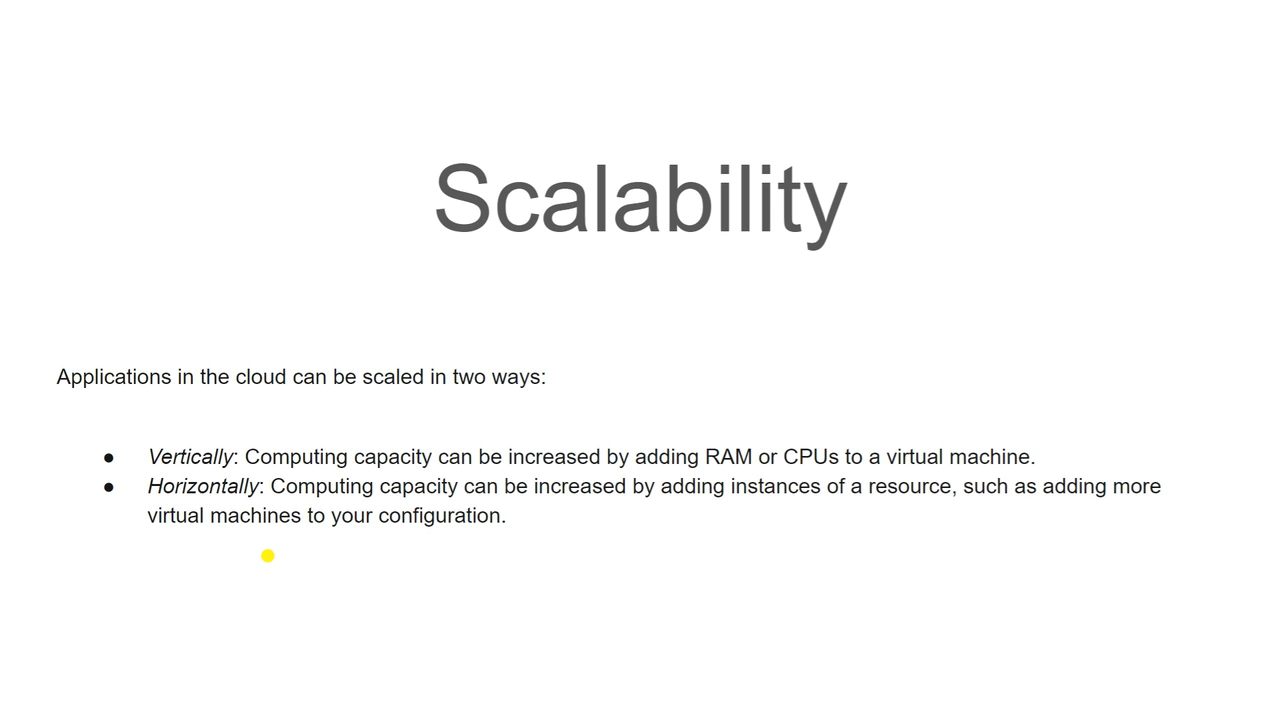 Scalability
Applications in the cloud can be scaled in two ways:
● Vertically: Computing capacity can be increased by adding RAM or CPUs to a virtual machine.
● Horizontally: Computing capacity can be increased by adding instances of a resource, such as adding more
virtual machines to your configuration.